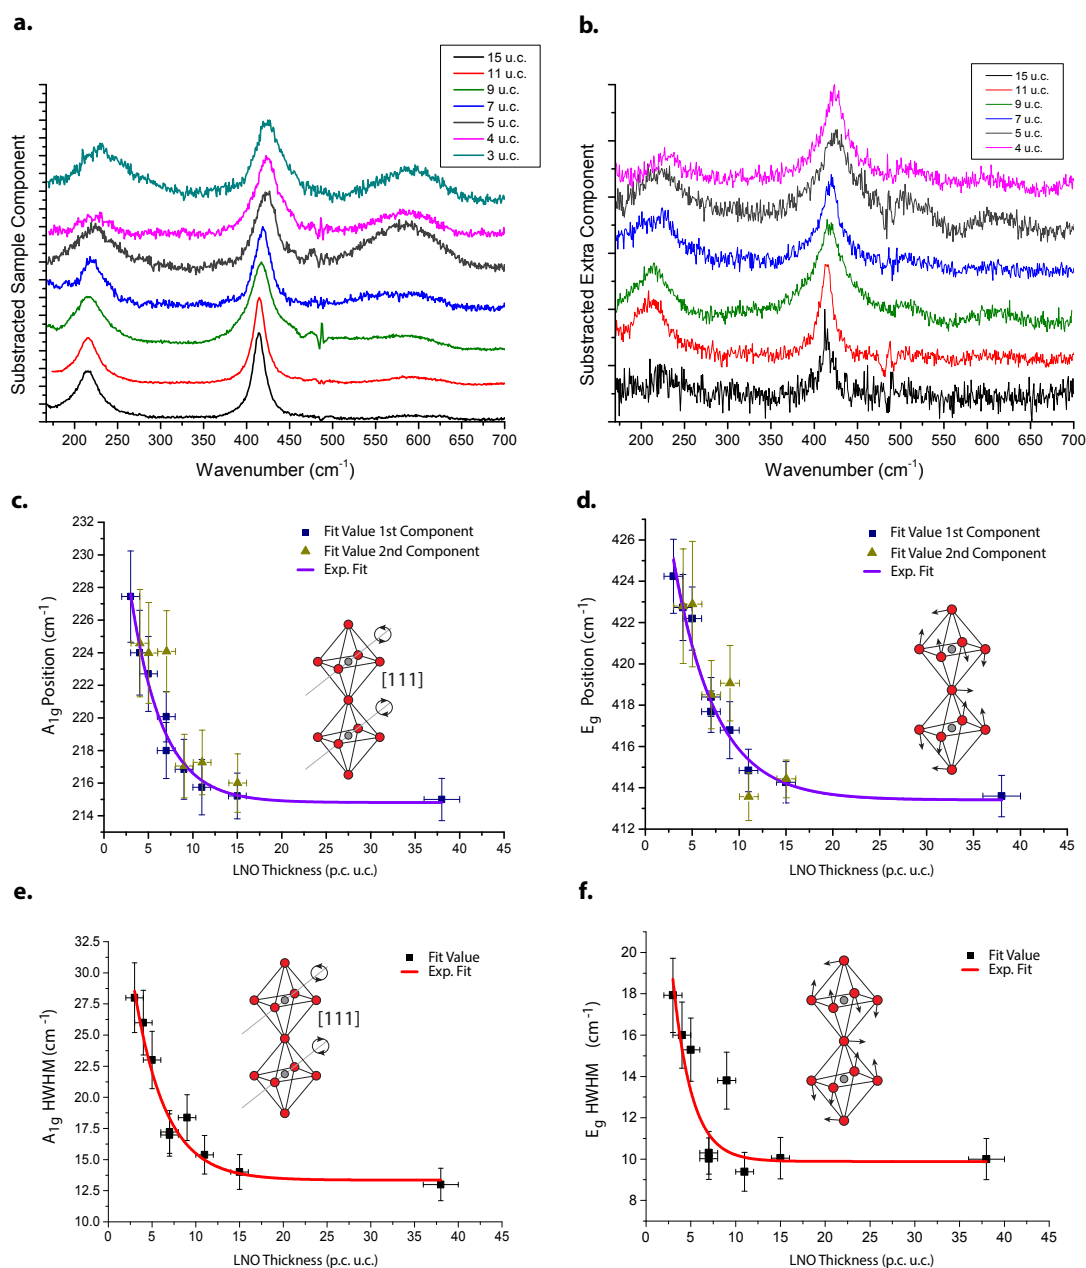 a.
15 u.c.
11 u.c.
9 u.c.
7 u.c.
5 u.c.
4 u.c.
3 u.c.
Substracted Sample Component
200 250 300 350 400 450 500 550 600 650 700
Wavenumber (cm⁻¹)
b.
15 u.c.
11 u.c.
9 u.c.
7 u.c.
5 u.c.
4 u.c.
Substracted Extra Component
200 250 300 350 400 450 500 550 600 650 700
Wavenumber (cm⁻¹)
c.
Fit Value 1st Component
Fit Value 2nd Component
Exp. Fit
[111]
A1g Position (cm⁻¹)
232
230
228
226
224
222
220
218
216
214
0 5 10 15 20 25 30 35 40 45
LNO Thickness (p.c. u.c.)
d.
Fit Value 1st Component
Fit Value 2nd Component
Exp. Fit
Eg Position (cm⁻¹)
426
424
422
420
418
416
414
412
0 5 10 15 20 25 30 35 40 45
LNO Thickness (p.c. u.c.)
e.
Fit Value
Exp. Fit
[111]
A1g HWHM (cm⁻¹)
32.5
30.0
27.5
25.0
22.5
20.0
17.5
15.0
12.5
10.0
0 5 10 15 20 25 30 35 40 45
LNO Thickness (p.c. u.c.)
f.
Fit Value
Exp. Fit
Eg HWHM (cm⁻¹)
20
18
16
14
12
10
8
0 5 10 15 20 25 30 35 40 45
LNO Thickness (p.c. u.c.)